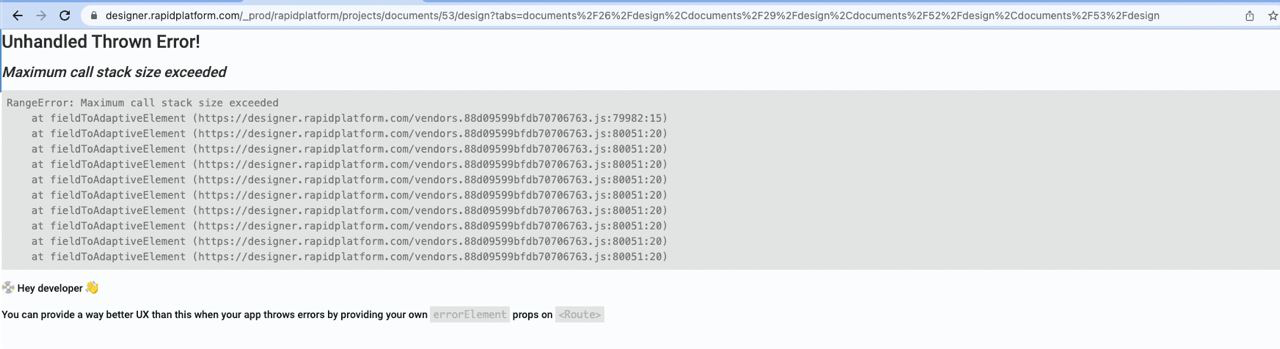 designer.rapidplatform.com/_prod/rapidplatform/projects/documents/53/design?tabs=documents%2F26%2Fdesign%2Cdocuments%2F29%2Fdesign%2Cdocuments%2F52%2Fdesign%2Cdocuments%2F53%2Fdesign
Unhandled Thrown Error!
Maximum call stack size exceeded
RangeError: Maximum call stack size exceeded
at fieldToAdaptiveElement (https://designer.rapidplatform.com/vendors.88d09599bfdb70706763.js:79982:15)
at fieldToAdaptiveElement (https://designer.rapidplatform.com/vendors.88d09599bfdb70706763.js:80051:20)
at fieldToAdaptiveElement (https://designer.rapidplatform.com/vendors.88d09599bfdb70706763.js:80051:20)
at fieldToAdaptiveElement (https://designer.rapidplatform.com/vendors.88d09599bfdb70706763.js:80051:20)
at fieldToAdaptiveElement (https://designer.rapidplatform.com/vendors.88d09599bfdb70706763.js:80051:20)
at fieldToAdaptiveElement (https://designer.rapidplatform.com/vendors.88d09599bfdb70706763.js:80051:20)
at fieldToAdaptiveElement (https://designer.rapidplatform.com/vendors.88d09599bfdb70706763.js:80051:20)
at fieldToAdaptiveElement (https://designer.rapidplatform.com/vendors.88d09599bfdb70706763.js:80051:20)
at fieldToAdaptiveElement (https://designer.rapidplatform.com/vendors.88d09599bfdb70706763.js:80051:20)
at fieldToAdaptiveElement (https://designer.rapidplatform.com/vendors.88d09599bfdb70706763.js:80051:20)
💿 Hey developer 👋
You can provide a way better UX than this when your app throws errors by providing your own errorElement props on <Route>